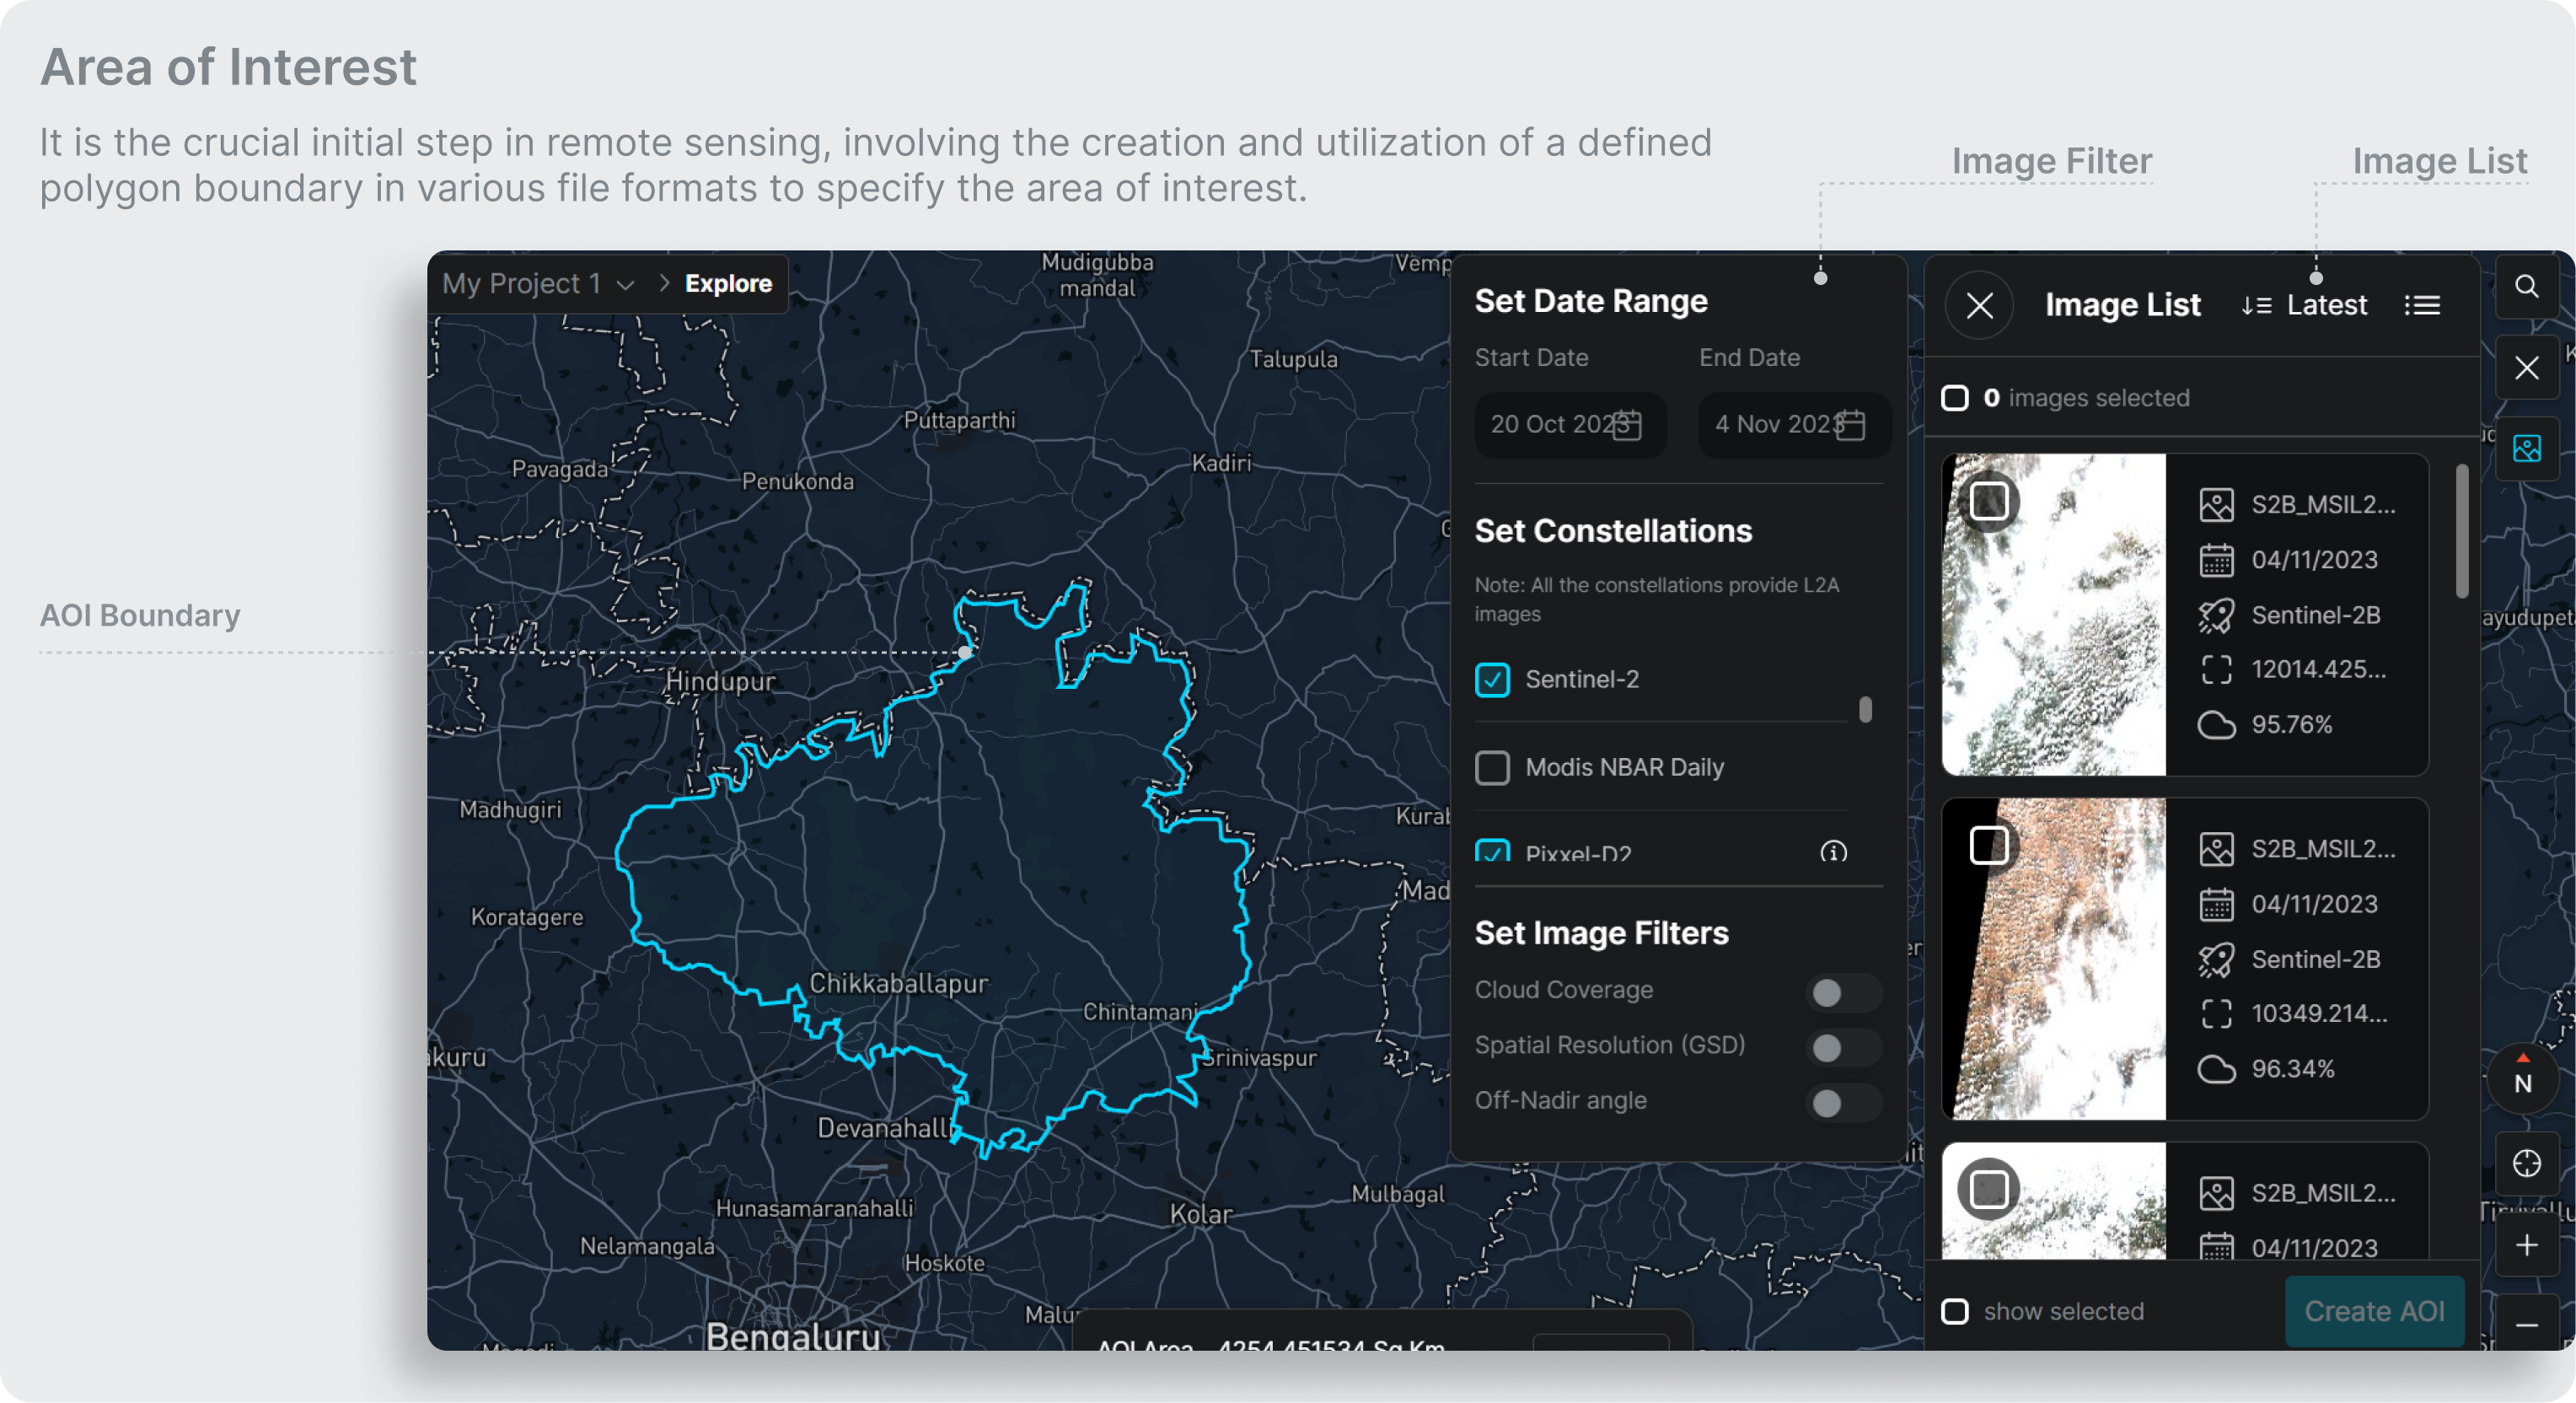 Area of Interest
It is the crucial initial step in remote sensing, involving the creation and utilization of a defined
polygon boundary in various file formats to specify the area of interest.
Image Filter
Image List
AOI Boundary
My Project 1
Explore
Mudigubba
mandal
Talupula
Puttaparthi
Kadiri
Pavagada
Penukonda
Hindupur
Madhugiri
Koratagere
Chikkaballapur
Chintamani
Srinivaspur
Devanahalli
Hunasamaranahalli
Kolar
Mulbagal
Nelamangala
Hoskote
Bengaluru
AOI Area 4254.451534 Sq Km
Set Date Range
Start Date
End Date
20 Oct 2023
4 Nov 2023
Set Constellations
Note: All the constellations provide L2A
images
Sentinel-2
Modis NBAR Daily
Pixxel-D2
Set Image Filters
Cloud Coverage
Spatial Resolution (GSD)
Off-Nadir angle
Image List
Latest
0 images selected
S2B_MSIL2...
04/11/2023
Sentinel-2B
12014.425...
95.76%
S2B_MSIL2...
04/11/2023
Sentinel-2B
10349.214...
96.34%
S2B_MSIL2...
04/11/2023
show selected
Create AOI
N